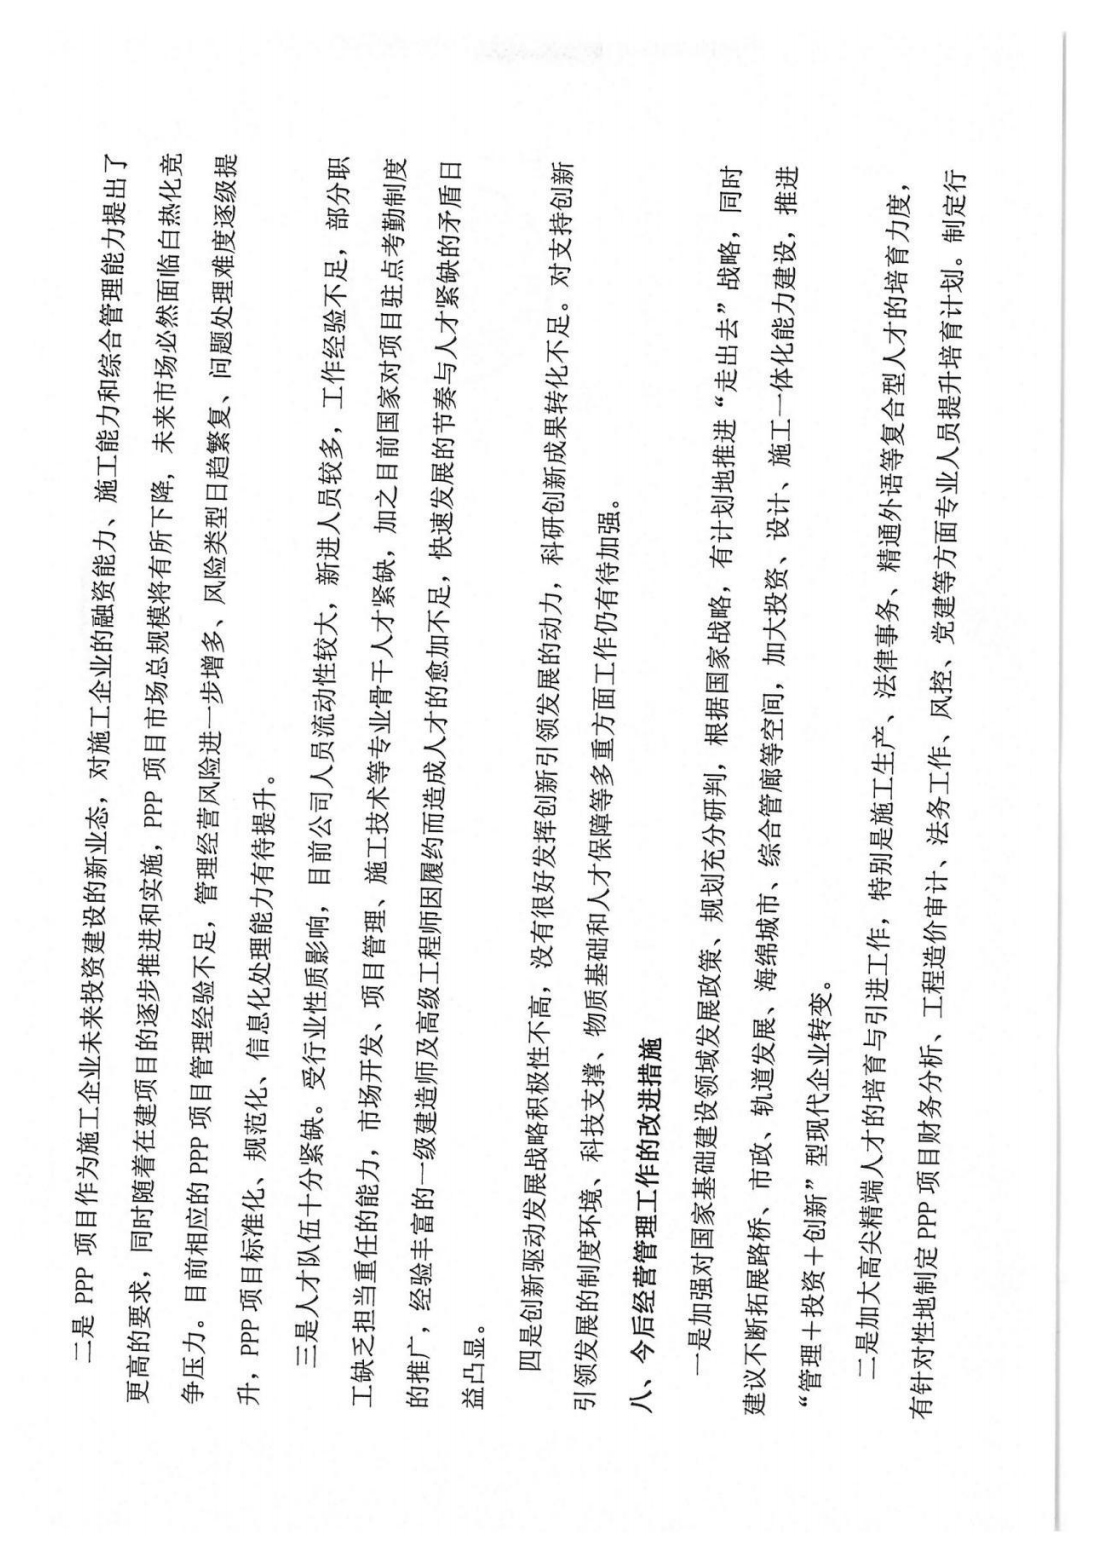 二是 PPP 项目作为施工企业未来投资建设的新业态，对施工企业的融资能力、施工能力和综合管理能力提出了
更高的要求，同时随着在建项目的逐步推进和实施，PPP 项目市场总规模将有所下降，未来市场必然面临白热化竞
争压力。目前相应的 PPP 项目管理经验不足，管理经营风险进一步增多、风险类型日趋繁复、问题处理难度逐级提
升，PPP 项目标准化、规范化、信息化处理能力有待提升。
三是人才队伍十分紧缺。受行业性质影响，目前公司人员流动性较大，新进人员较多，工作经验不足，部分职
工缺乏担当重任的能力，市场开发、项目管理、施工技术等专业骨干人才紧缺，加之目前国家对项目驻点考勤制度
的推广，经验丰富的一级建造师及高级工程师因履约而造成人才的愈加不足，快速发展的节奏与人才紧缺的矛盾日
益凸显。
四是创新驱动发展战略积极性不高，没有很好发挥创新引领发展的动力，科研创新成果转化不足。对支持创新
引领发展的制度环境、科技支撑、物质基础和人才保障等多重方面工作仍有待加强。
八、今后经营管理工作的改进措施
一是加强对国家基础建设领域发展政策、规划充分研判，根据国家战略，有计划地推进“走出去”战略，同时
建议不断拓展路桥、市政、轨道发展、海绵城市、综合管廊等空间，加大投资、设计、施工一体化能力建设，推进
“管理＋投资＋创新”型现代企业转变。
二是加大高尖精端人才的培育与引进工作，特别是施工生产、法律事务、精通外语等复合型人才的培育力度，
有针对性地制定 PPP 项目财务分析、工程造价审计、法务工作、风控、党建等方面专业人员提升培育计划。制定行